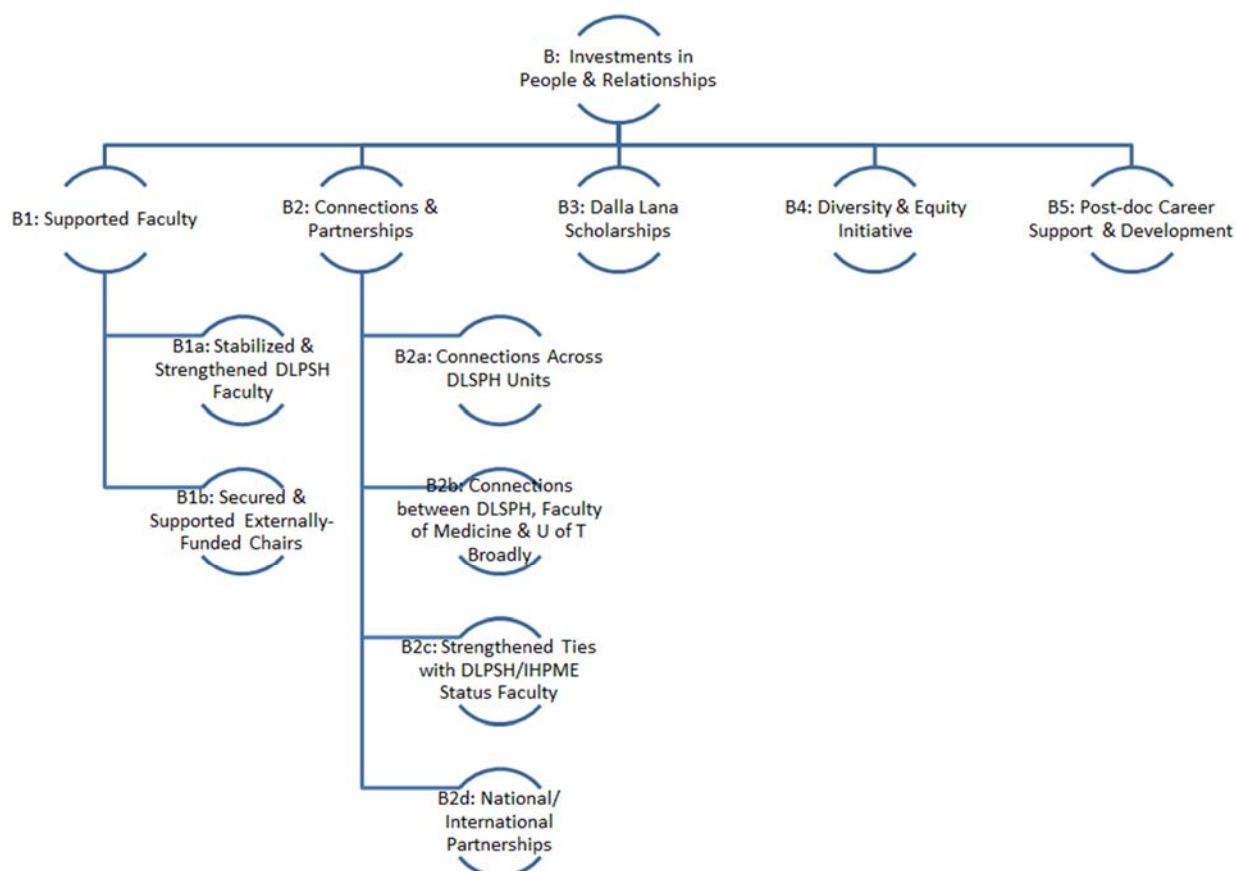 B: Investments in
People & Relationships
B1: Supported Faculty
B2: Connections &
Partnerships
B3: Dalla Lana
Scholarships
B4: Diversity & Equity
Initiative
B5: Post-doc Career
Support & Development
B1a: Stabilized &
Strengthened DLPSH
Faculty
B1b: Secured &
Supported Externally-
Funded Chairs
B2a: Connections Across
DLSPH Units
B2b: Connections
between DLSPH, Faculty
of Medicine & U of T
Broadly
B2c: Strengthened Ties
with DLPSH/IHPME
Status Faculty
B2d: National/
International
Partnerships